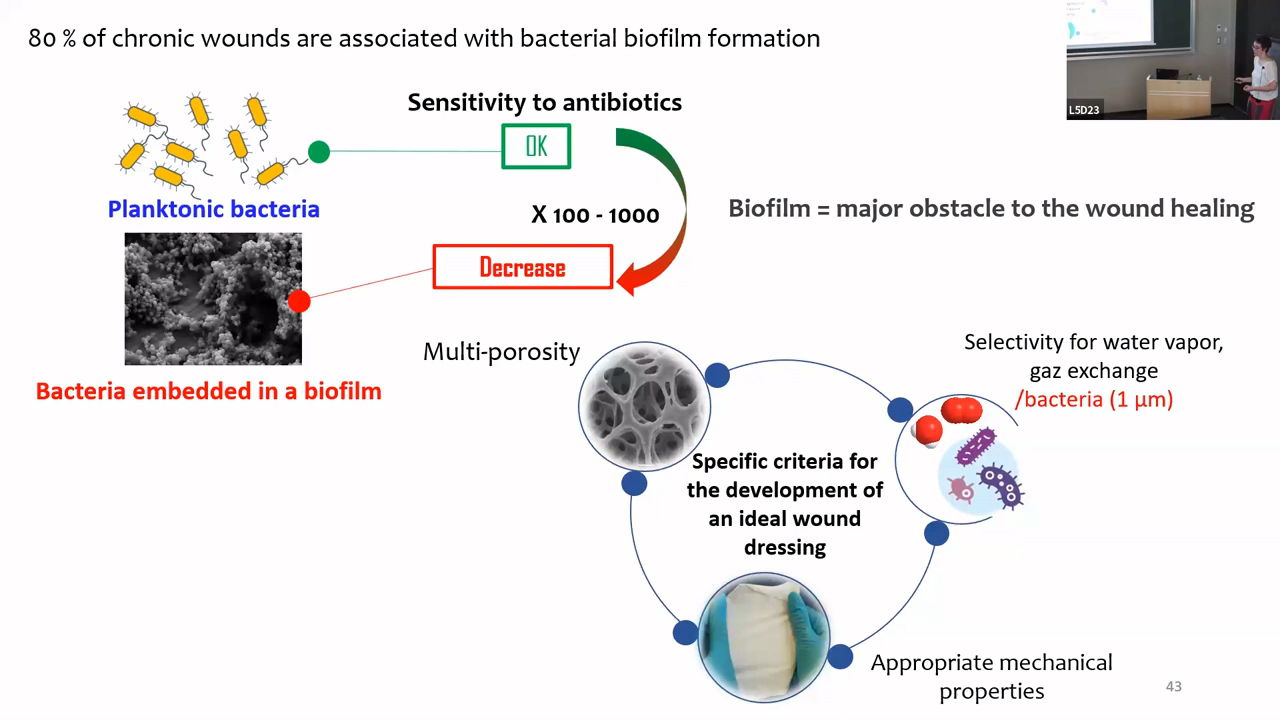 80 % of chronic wounds are associated with bacterial biofilm formation
L5D23
Sensitivity to antibiotics
OK
Planktonic bacteria
X 100 - 1000
Biofilm = major obstacle to the wound healing
Decrease
Bacteria embedded in a biofilm
Multi-porosity
Selectivity for water vapor,
gaz exchange
/bacteria (1 μm)
Specific criteria for
the development of
an ideal wound
dressing
Appropriate mechanical
properties
43